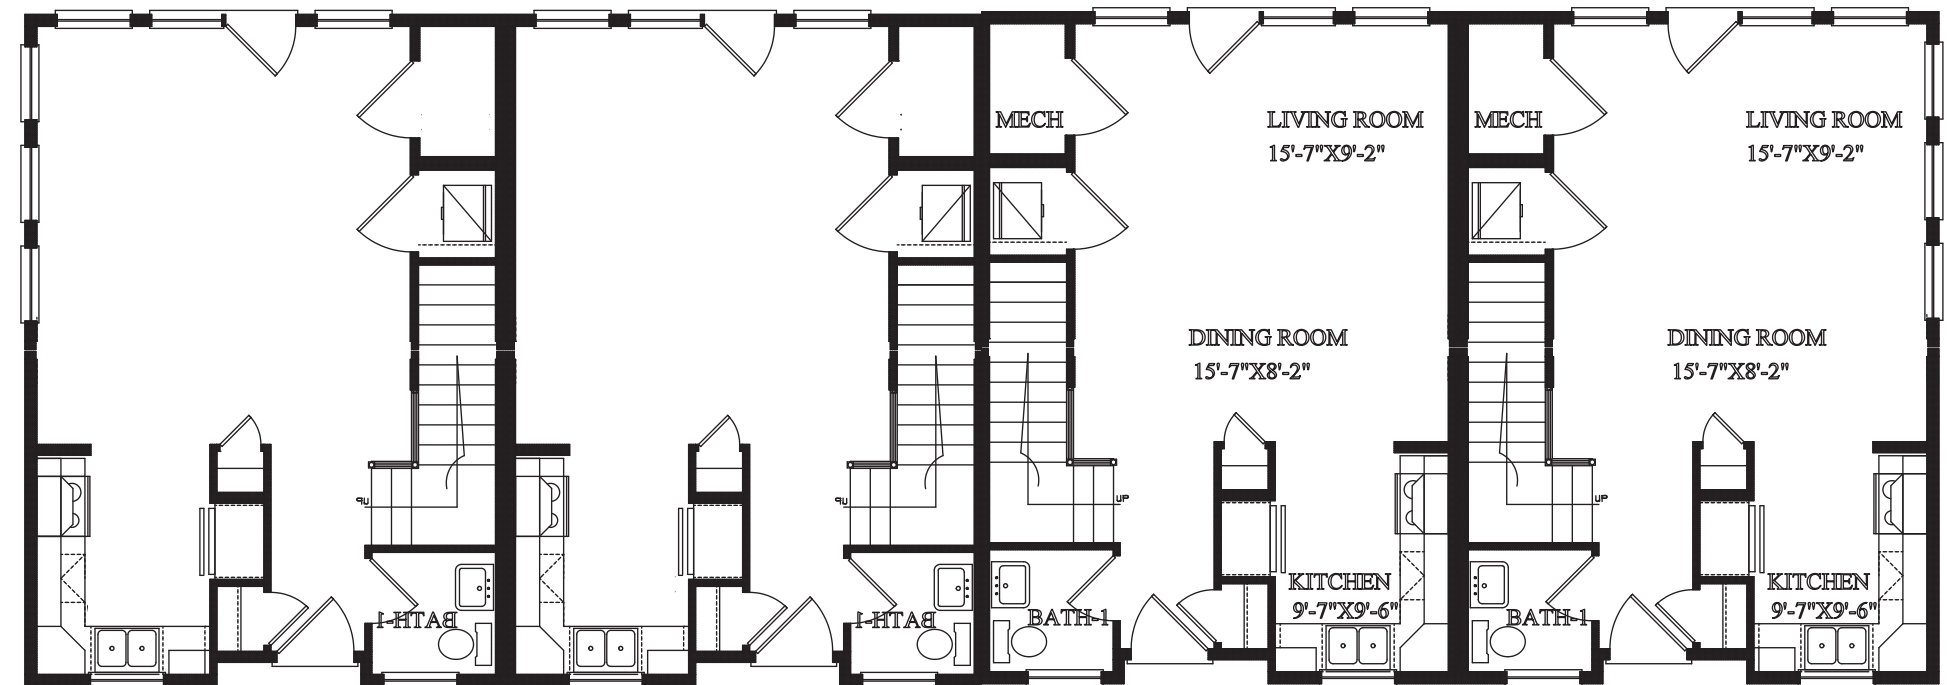 MECH
LIVING ROOM
15'-7"X9'-2"
MECH
LIVING ROOM
15'-7"X9'-2"
DINING ROOM
15'-7"X8'-2"
DINING ROOM
15'-7"X8'-2"
UP
UP
UP
UP
KITCHEN
9'-7"X9'-6"
KITCHEN
9'-7"X9'-6"
BATH-1
BATH-1
BATH-1
BATH-1